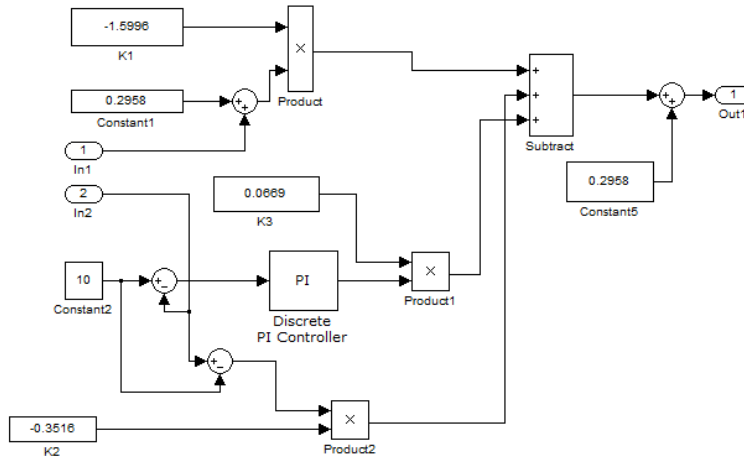 -1.5996
K1
×
Product
0.2958
Constant1
+
+
1
In1
2
In2
+
+
+
Subtract
+
+
1
Out1
0.2958
Constant5
0.0669
K3
10
Constant2
+
−
PI
Discrete
PI Controller
×
Product1
+
−
-0.3516
K2
×
Product2